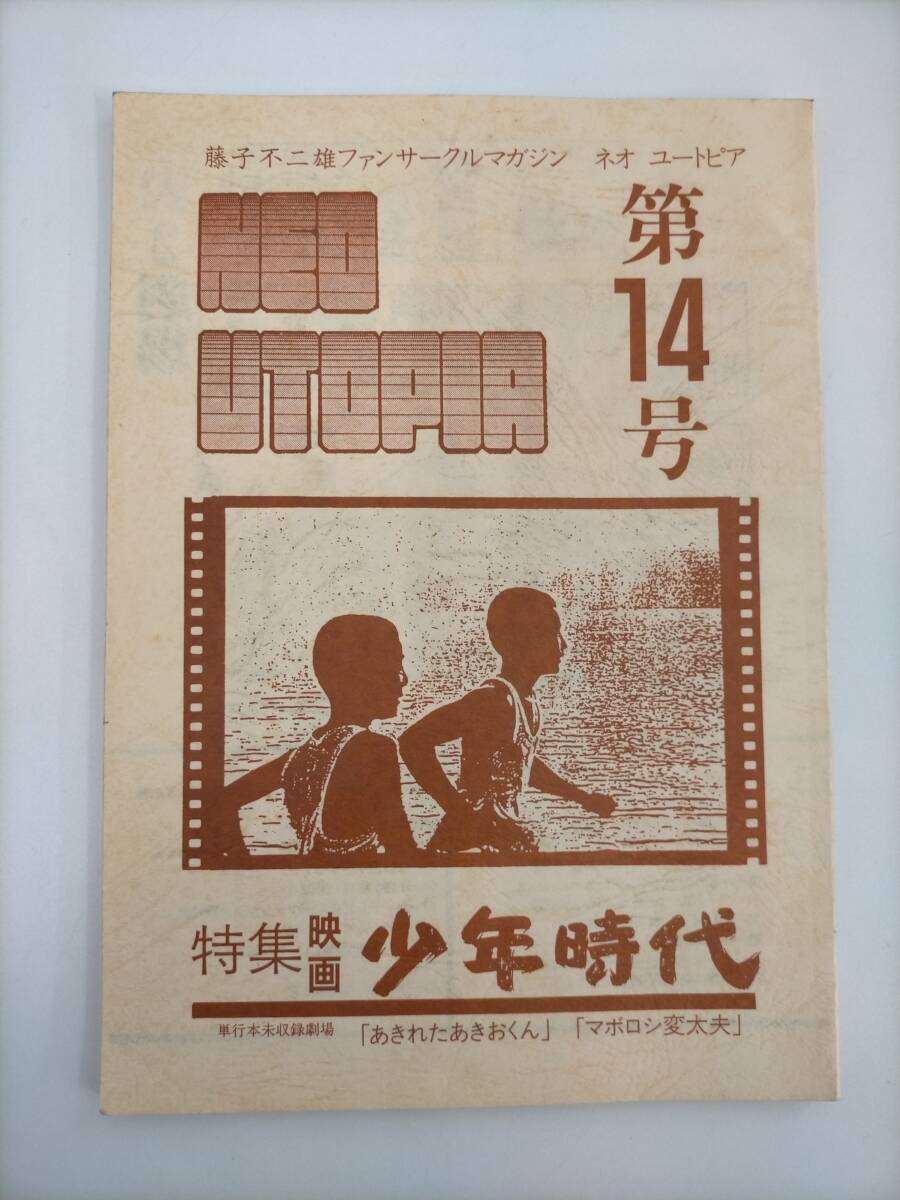 藤子不二雄ファンサークルマガジン　ネオ ユートピア
NEO
UTOPIA
第
14
号
特集
映画
少年時代
単行本未収録劇場
「あきれたあきおくん」「マボロシ変太夫」